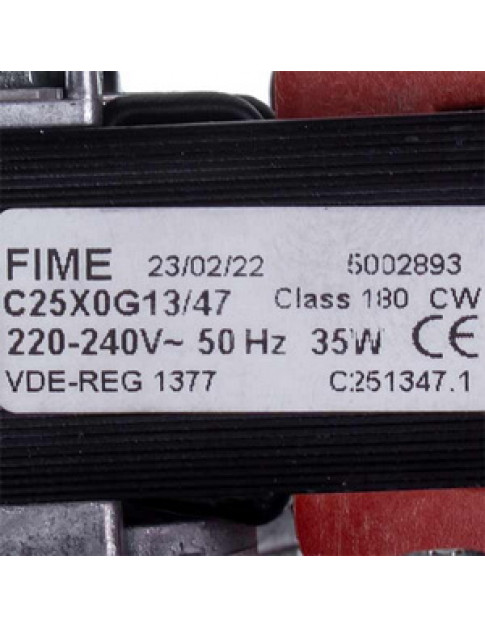 FIME 23/02/22 5002893
C25X0G13/47 Class 180 CW
220-240V~ 50 Hz 35W CE
VDE-REG 1377 C251347.1